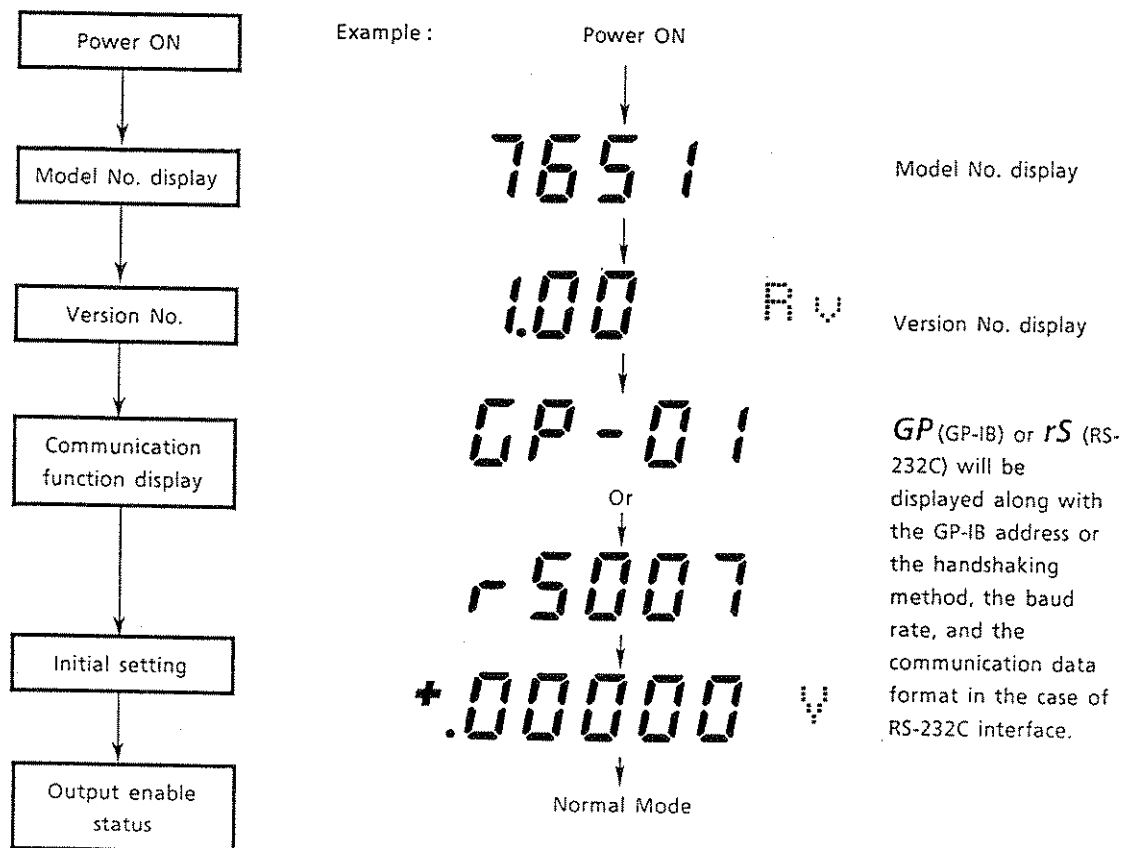 Power ON
Model No. display
Version No.
Communication
function display
Initial setting
Output enable
status
Example :
Power ON
7651
1.00 R v
GP-01
Or
rS007
+.00000 V
Normal Mode
Model No. display
Version No. display
GP (GP-IB) or rS (RS-
232C) will be
displayed along with
the GP-IB address or
the handshaking
method, the baud
rate, and the
communication data
format in the case of
RS-232C interface.